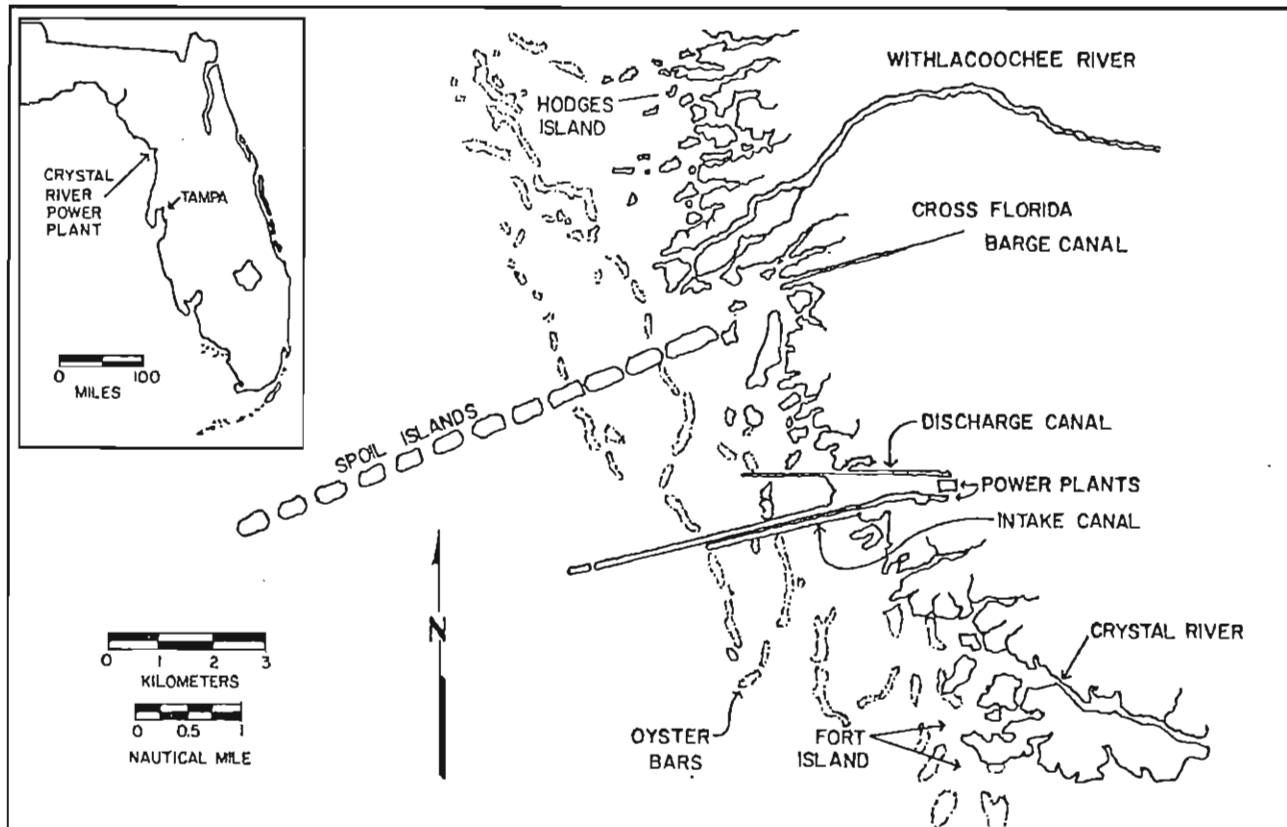 CRYSTAL
RIVER
POWER
PLANT
TAMPA
0 100
MILES
WITHLACOOCHEE RIVER
HODGES
ISLAND
CROSS FLORIDA
BARGE CANAL
SPOIL ISLANDS
DISCHARGE CANAL
POWER PLANTS
INTAKE CANAL
N
0 1 2 3
KILOMETERS
0 0.5 1
NAUTICAL MILE
CRYSTAL RIVER
OYSTER
BARS
FORT
ISLAND